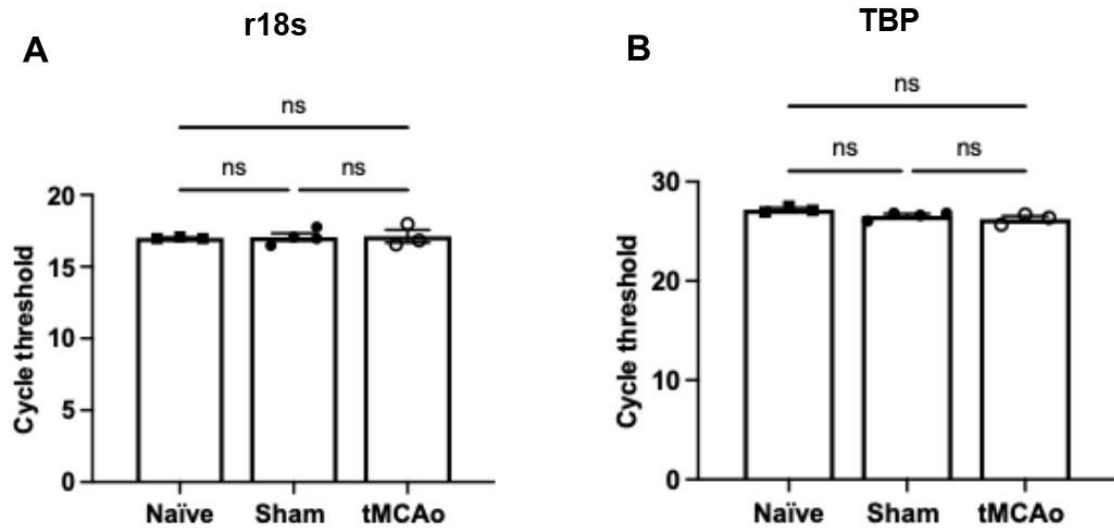 r18s
A
ns
ns
ns
20
15
10
5
0
Cycle threshold
Naïve
Sham
tMCAo
TBP
B
ns
ns
ns
30
20
10
0
Cycle threshold
Naïve
Sham
tMCAo